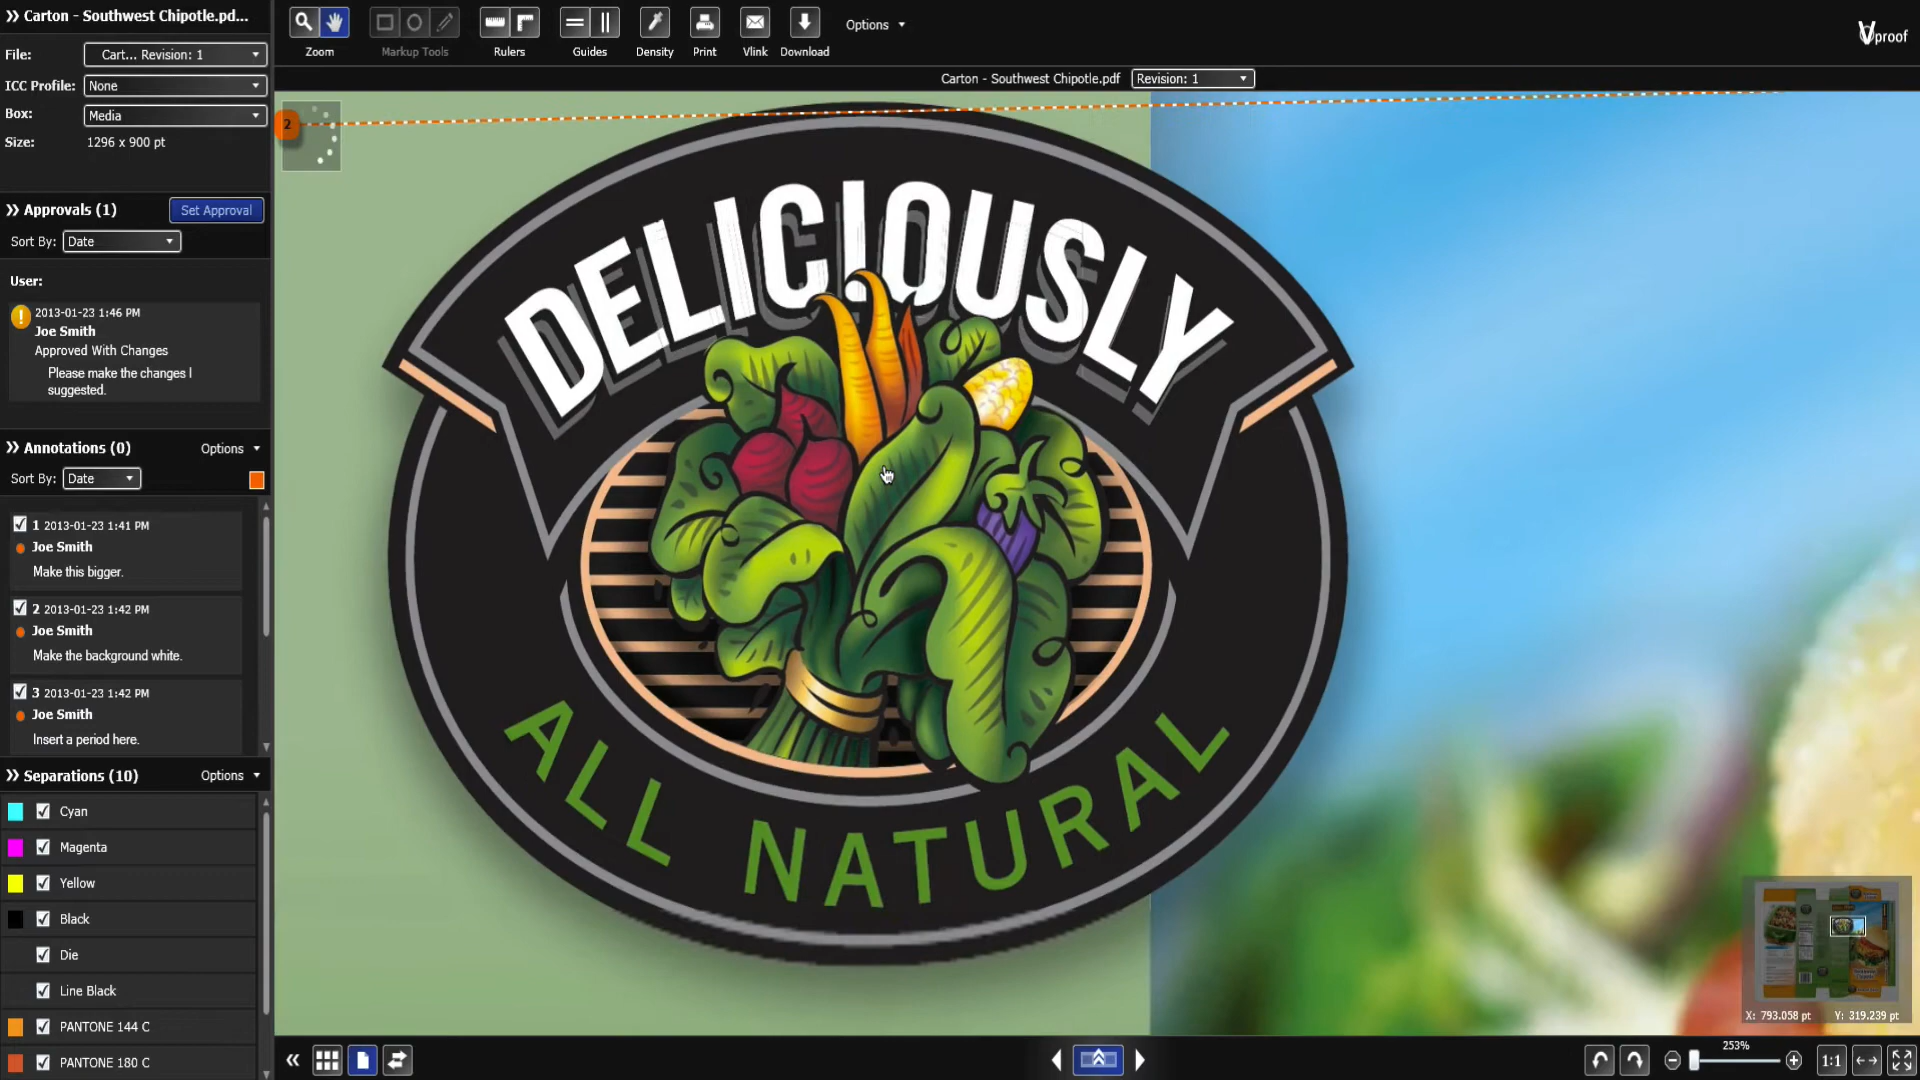 Carton - Southwest Chipotle.pd...
File:
Cart... Revision: 1
ICC Profile:
None
Box:
Media
Size:
1296 x 900 pt
Approvals (1)
Set Approval
Sort By:
Date
User:
2013-01-23 1:46 PM
Joe Smith
Approved With Changes
Please make the changes I
suggested.
Annotations (0)
Options
Sort By:
Date
1 2013-01-23 1:41 PM
Joe Smith
Make this bigger.
2 2013-01-23 1:42 PM
Joe Smith
Make the background white.
3 2013-01-23 1:42 PM
Joe Smith
Insert a period here.
Separations (10)
Options
Cyan
Magenta
Yellow
Black
Die
Line Black
PANTONE 144 C
PANTONE 180 C
Zoom
Markup Tools
Rulers
Guides
Density
Print
Vlink
Download
Options
Vproof
Carton - Southwest Chipotle.pdf
Revision: 1
2
DELICIOUSLY
ALL NATURAL
X: 793.058 pt
Y: 319.239 pt
253%
1:1